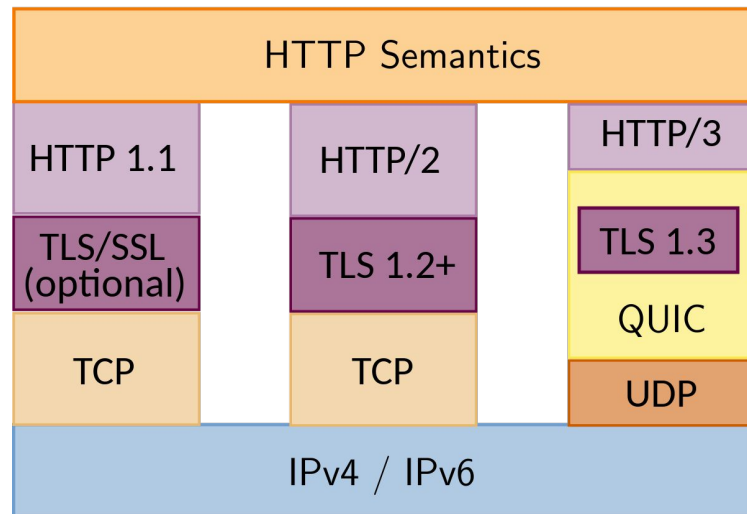 HTTP Semantics
HTTP 1.1
TLS/SSL
(optional)
TCP
HTTP/2
TLS 1.2+
TCP
HTTP/3
TLS 1.3
QUIC
UDP
IPv4 / IPv6